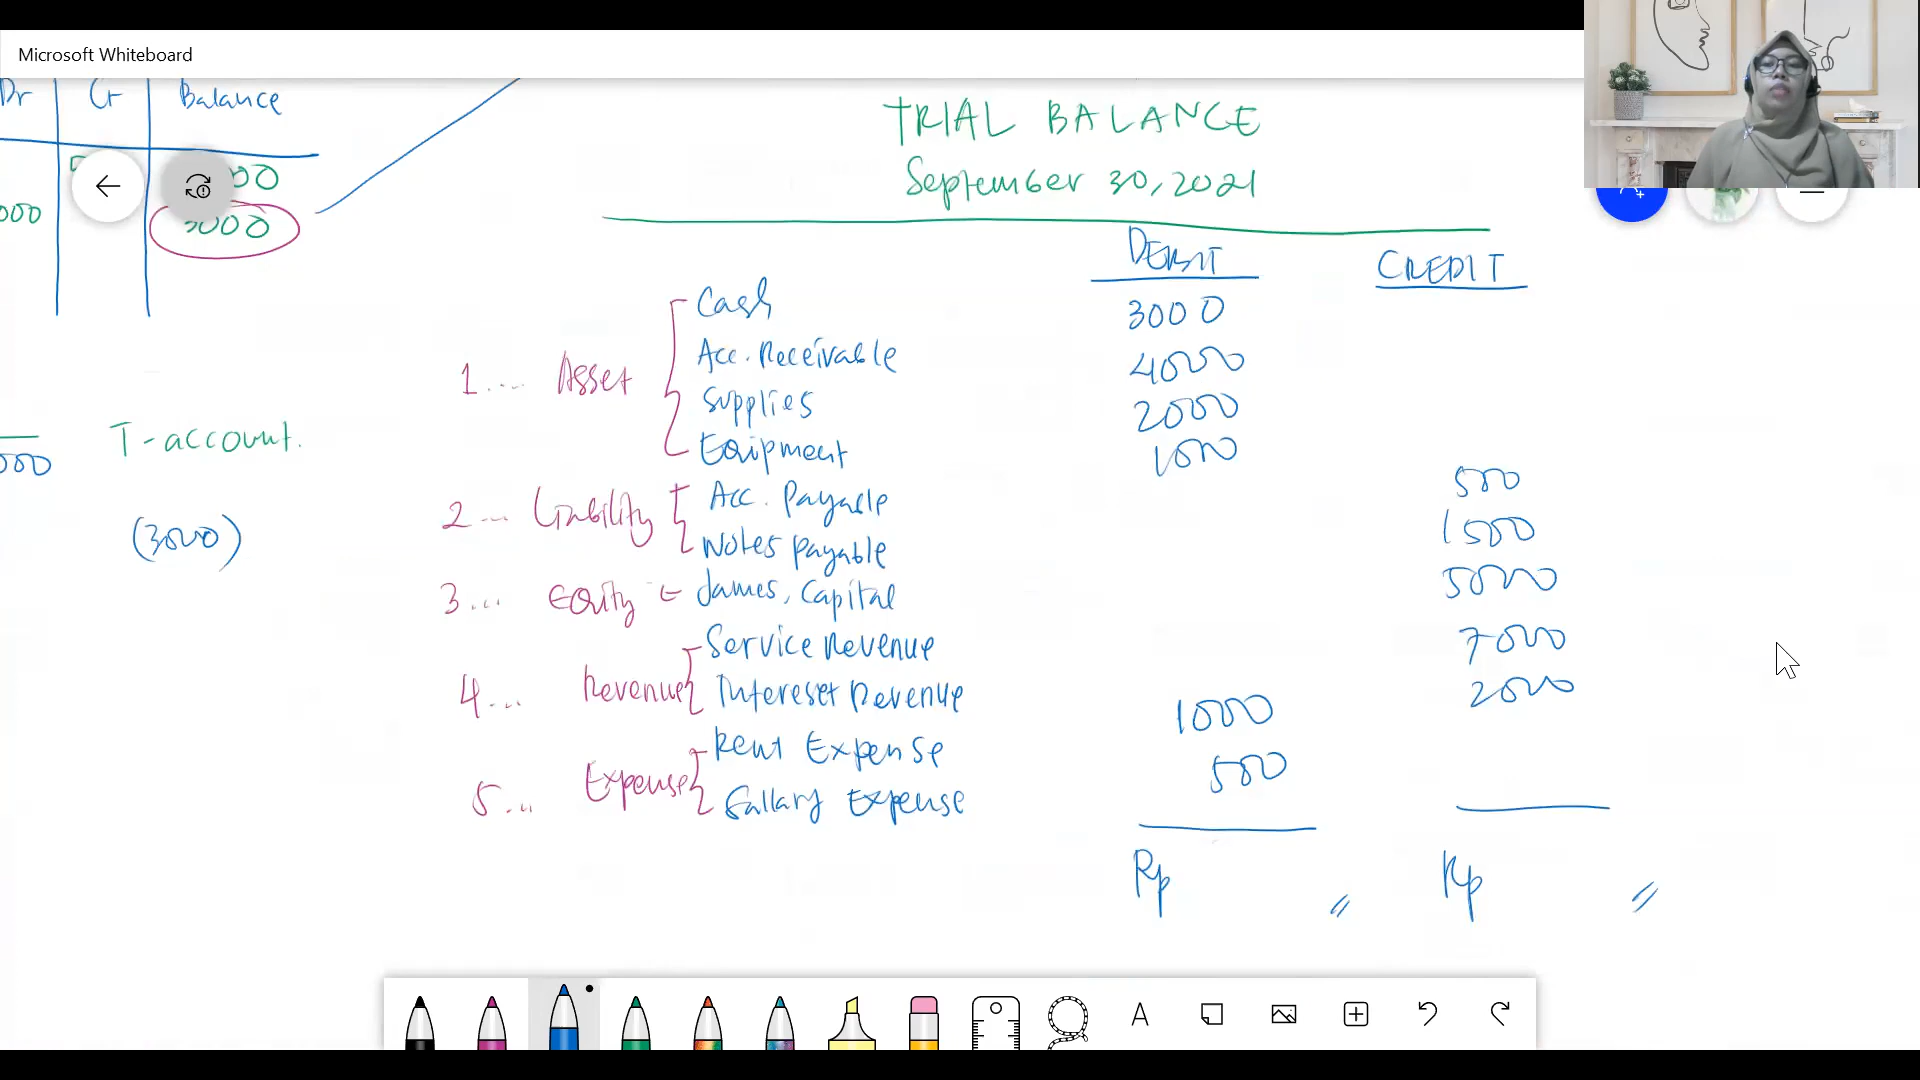 Microsoft Whiteboard
Dr Cr Balance
3000
T-account.
(3000)
TRIAL BALANCE
September 30, 2021
DEBIT CREDIT
1.... Asset
Cash 3000
Acc. Receivable 4000
Supplies 2000
Equipment 1000
2... Liability
Acc. Payable 500
Notes payable 1500
3... Equity
James, Capital 5000
4... Revenue
Service Revenue 7000
Intereset Revenue 2000
5... Expense
Rent Expense 1000
Sallary Expense 500
Rp Rp
A